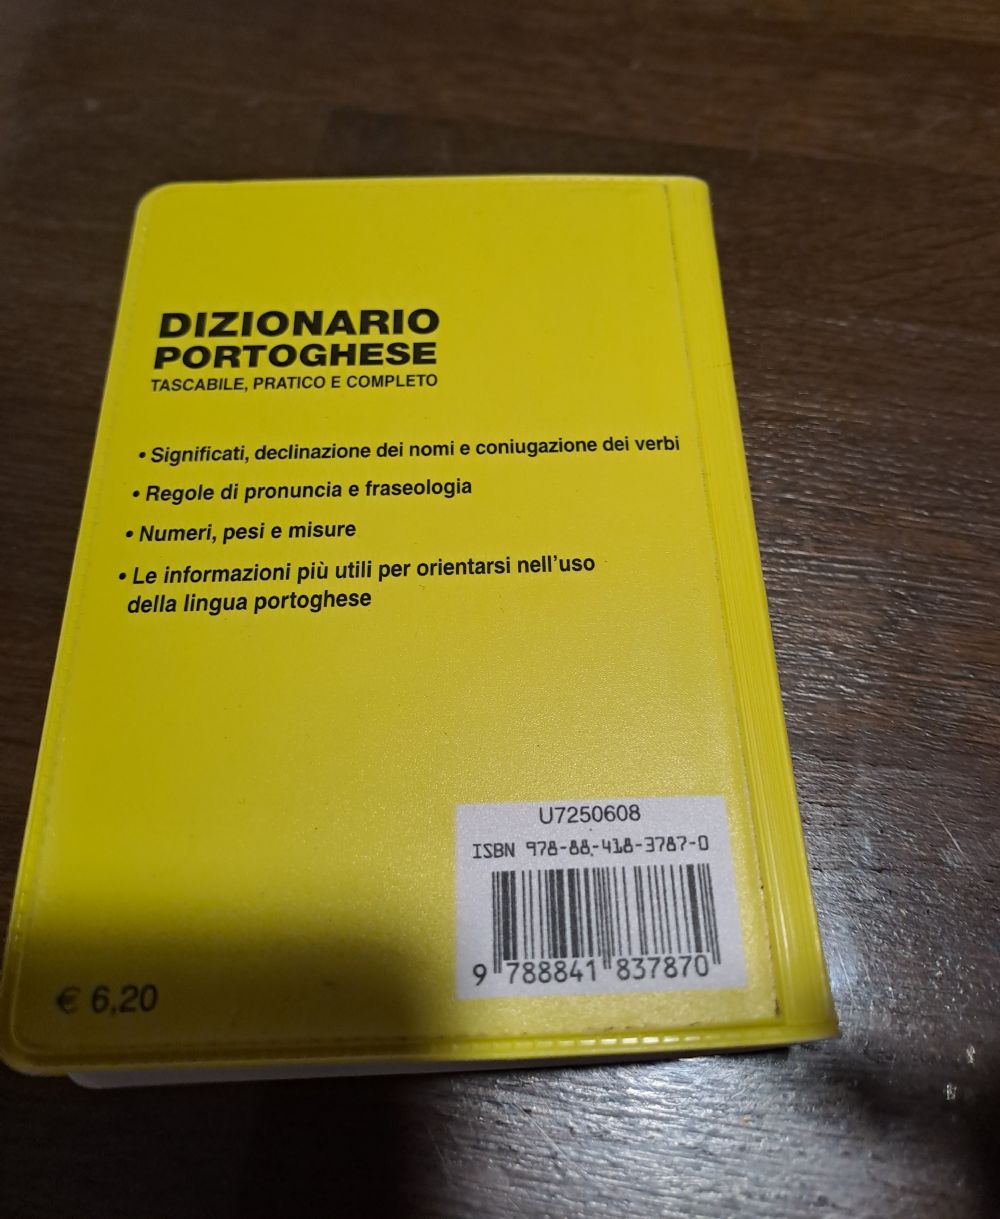 DIZIONARIO
PORTOGHESE
TASCABILE, PRATICO E COMPLETO
• Significati, declinazione dei nomi e coniugazione dei verbi
• Regole di pronuncia e fraseologia
• Numeri, pesi e misure
• Le informazioni più utili per orientarsi nell'uso
della lingua portoghese
U7250608
ISBN 978-88-418-3787-0
9 788841 837870
€ 6,20